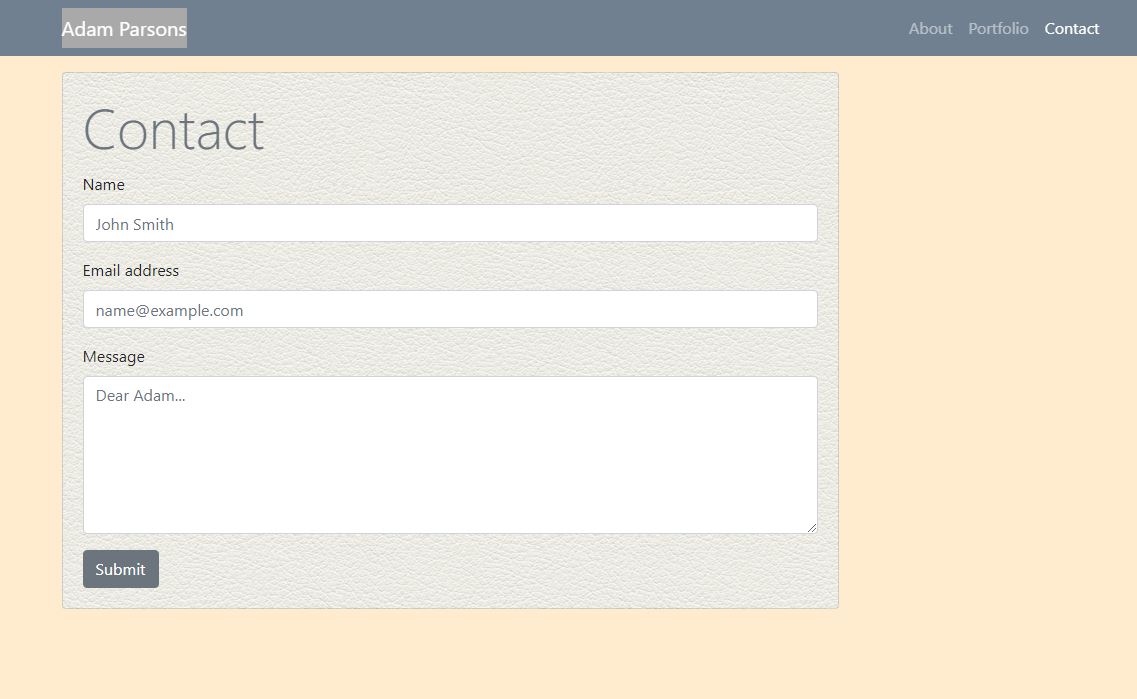 Adam Parsons
About Portfolio Contact
Contact
Name
John Smith
Email address
name@example.com
Message
Dear Adam...
Submit